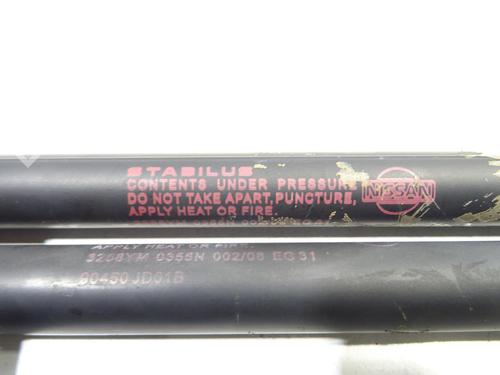 STABILUS
CONTENTS UNDER PRESSURE
DO NOT TAKE APART, PUNCTURE,
APPLY HEAT OR FIRE.
NISSAN
APPLY HEAT OR FIRE.
3268YM 0355N 002/08 EG31
90450 JD01B